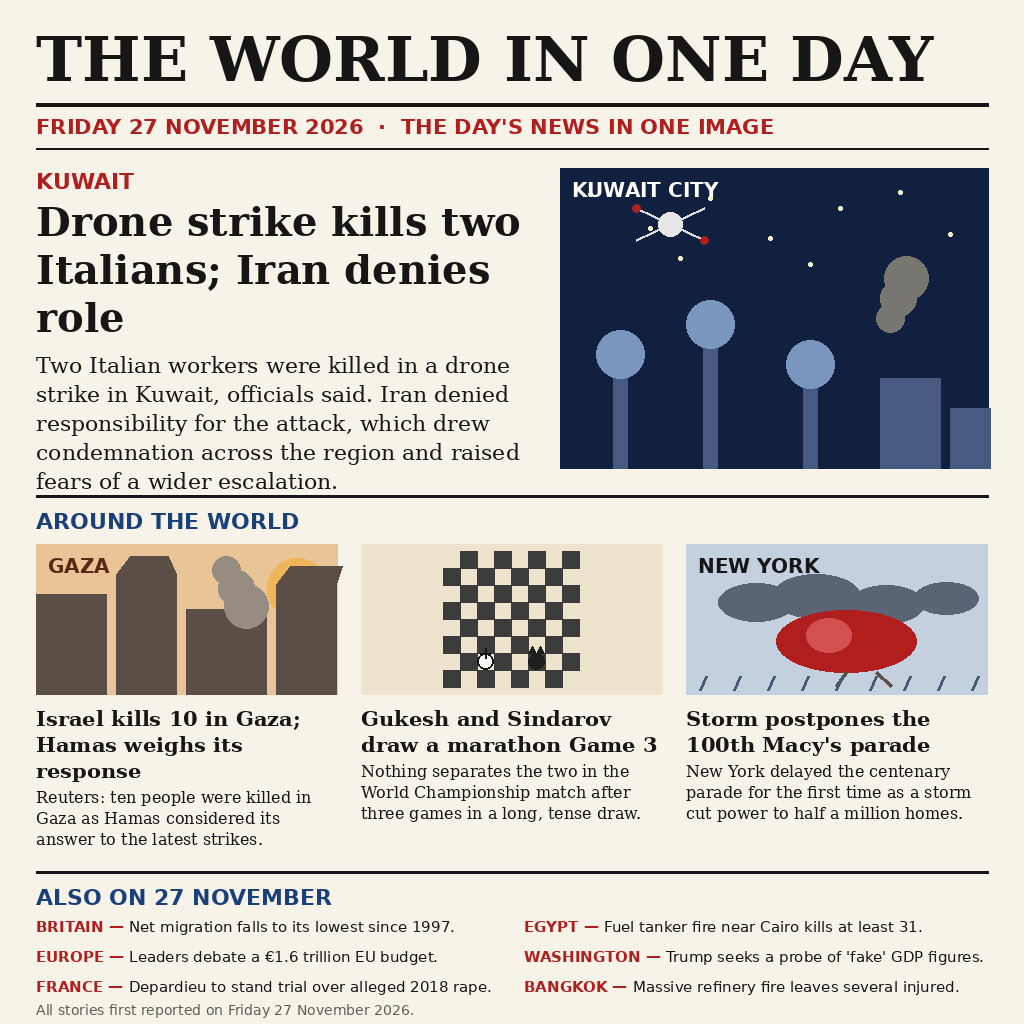 THE WORLD IN ONE DAY
FRIDAY 27 NOVEMBER 2026 · THE DAY'S NEWS IN ONE IMAGE
KUWAIT
Drone strike kills two
Italians; Iran denies
role
Two Italian workers were killed in a drone
strike in Kuwait, officials said. Iran denied
responsibility for the attack, which drew
condemnation across the region and raised
fears of a wider escalation.
KUWAIT CITY
AROUND THE WORLD
GAZA
Israel kills 10 in Gaza;
Hamas weighs its
response
Reuters: ten people were killed in
Gaza as Hamas considered its
answer to the latest strikes.
Gukesh and Sindarov
draw a marathon Game 3
Nothing separates the two in the
World Championship match after
three games in a long, tense draw.
NEW YORK
Storm postpones the
100th Macy's parade
New York delayed the centenary
parade for the first time as a storm
cut power to half a million homes.
ALSO ON 27 NOVEMBER
BRITAIN — Net migration falls to its lowest since 1997.
EUROPE — Leaders debate a €1.6 trillion EU budget.
FRANCE — Depardieu to stand trial over alleged 2018 rape.
EGYPT — Fuel tanker fire near Cairo kills at least 31.
WASHINGTON — Trump seeks a probe of 'fake' GDP figures.
BANGKOK — Massive refinery fire leaves several injured.
All stories first reported on Friday 27 November 2026.